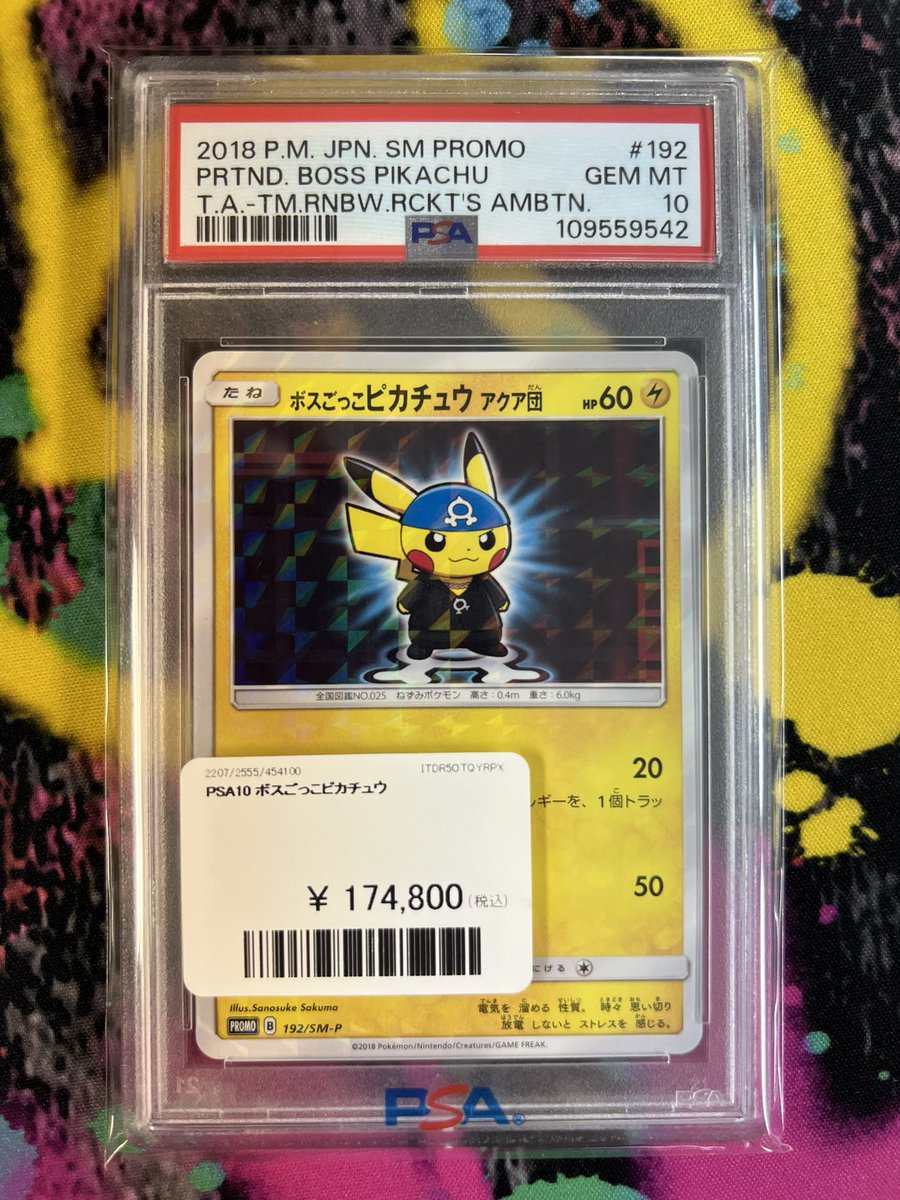 2018 P.M. JPN. SM PROMO #192
PRTND. BOSS PIKACHU GEM MT
T.A.-TM.RNBW.RCKT'S AMBTN. 10
PSA 109559542
たね ボスごっこピカチュウ アクア団 HP60
全国図鑑NO.025 ねずみポケモン 高さ:0.4m 重さ:6.0kg
20
ルギーを、1個トラッ
50
2207/2555/454100 ITDR5OTQYRPX
PSA10 ボスごっこピカチュウ
¥ 174,800(税込)
にげる
Illus.Sanosuke Sakuma
PROMO B 192/SM-P
電気を 溜める 性質。 時々 思い切り
放電 しないと ストレスを 感じる。
©2018 Pokémon/Nintendo/Creatures/GAME FREAK.
PSA®